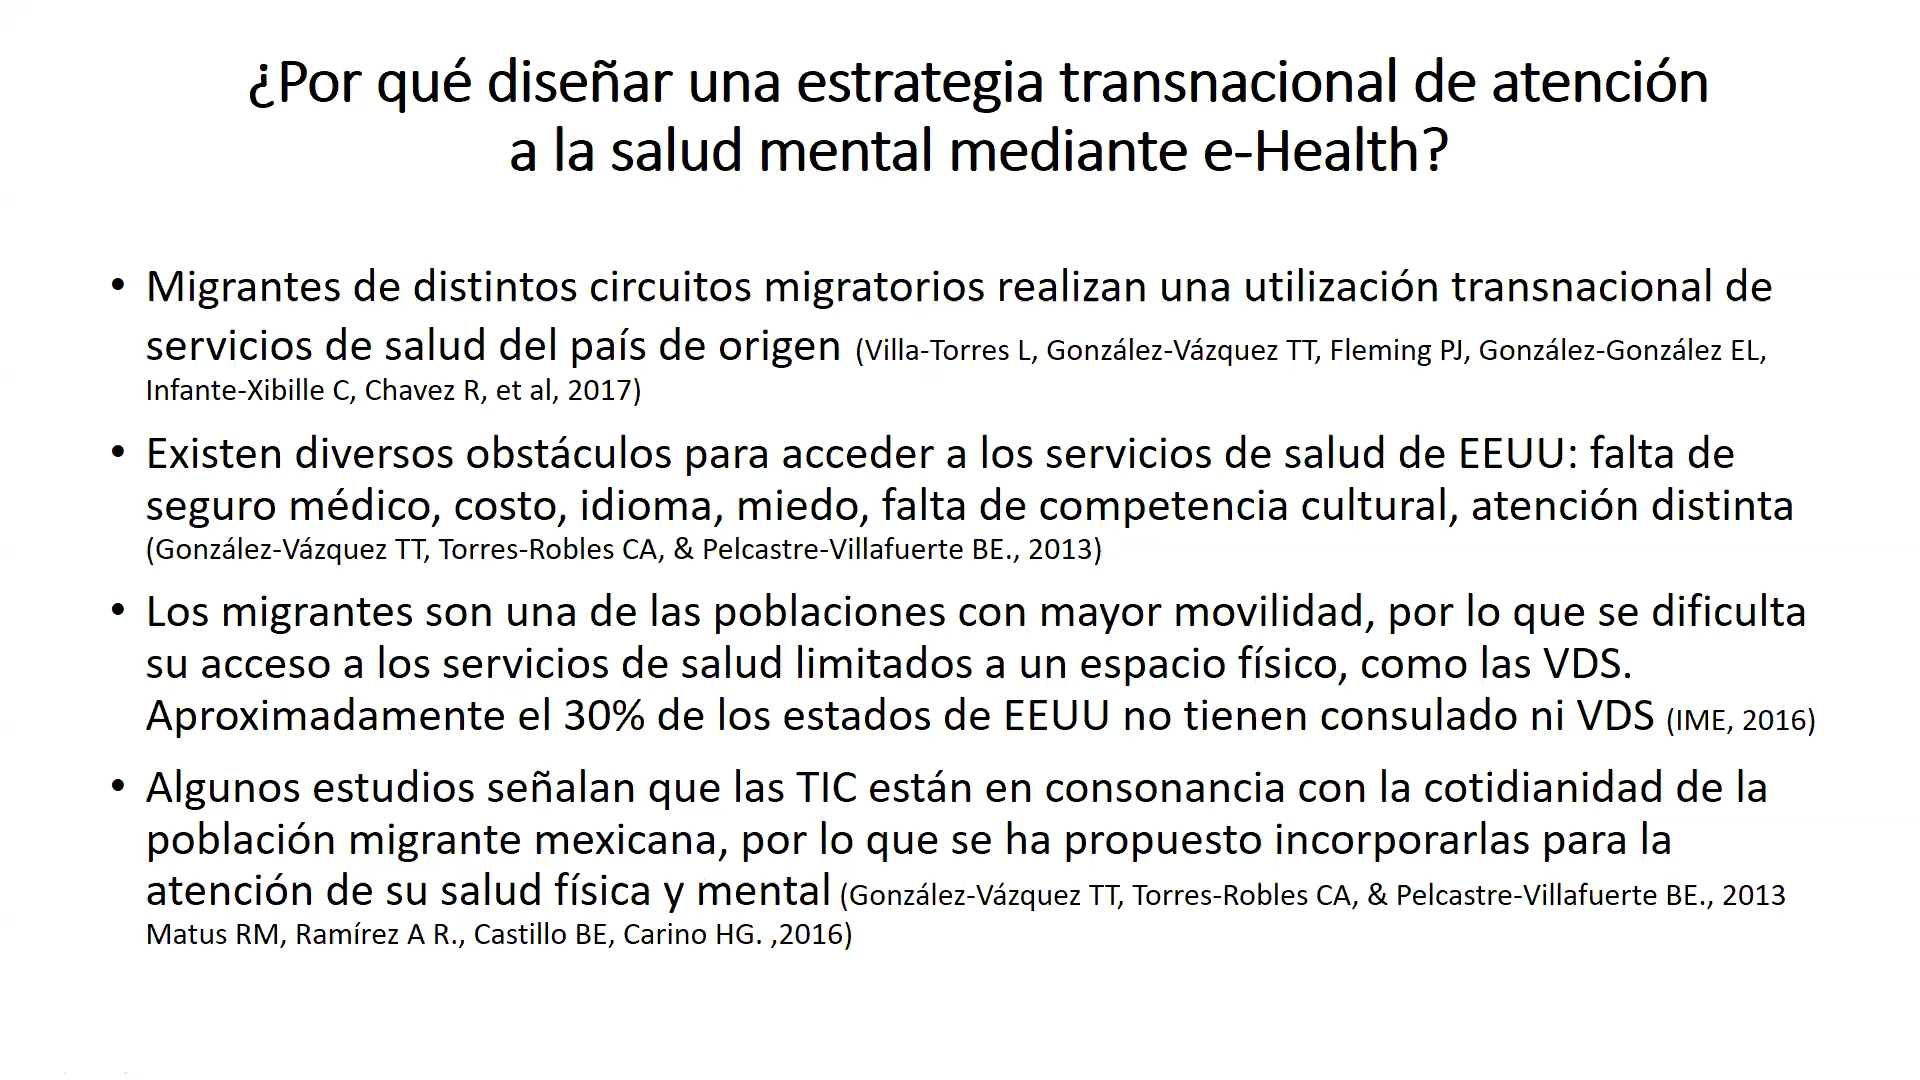 ¿Por qué diseñar una estrategia transnacional de atención
a la salud mental mediante e-Health?
• Migrantes de distintos circuitos migratorios realizan una utilización transnacional de
servicios de salud del país de origen (Villa-Torres L, González-Vázquez TT, Fleming PJ, González-González EL,
Infante-Xibille C, Chavez R, et al, 2017)
• Existen diversos obstáculos para acceder a los servicios de salud de EEUU: falta de
seguro médico, costo, idioma, miedo, falta de competencia cultural, atención distinta
(González-Vázquez TT, Torres-Robles CA, & Pelcastre-Villafuerte BE., 2013)
• Los migrantes son una de las poblaciones con mayor movilidad, por lo que se dificulta
su acceso a los servicios de salud limitados a un espacio físico, como las VDS.
Aproximadamente el 30% de los estados de EEUU no tienen consulado ni VDS (IME, 2016)
• Algunos estudios señalan que las TIC están en consonancia con la cotidianidad de la
población migrante mexicana, por lo que se ha propuesto incorporarlas para la
atención de su salud física y mental (González-Vázquez TT, Torres-Robles CA, & Pelcastre-Villafuerte BE., 2013
Matus RM, Ramírez A R., Castillo BE, Carino HG. ,2016)